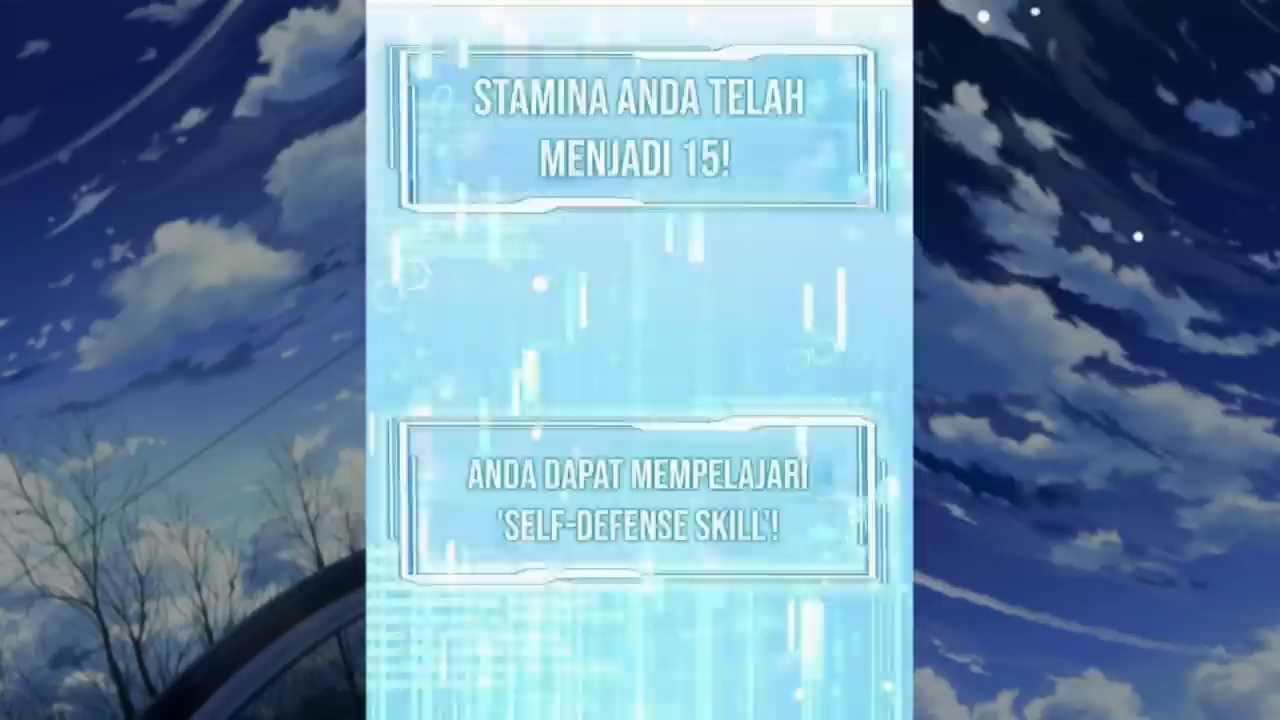 STAMINA ANDA TELAH
MENJADI 15!
ANDA DAPAT MEMPELAJARI
'SELF-DEFENSE SKILL'!